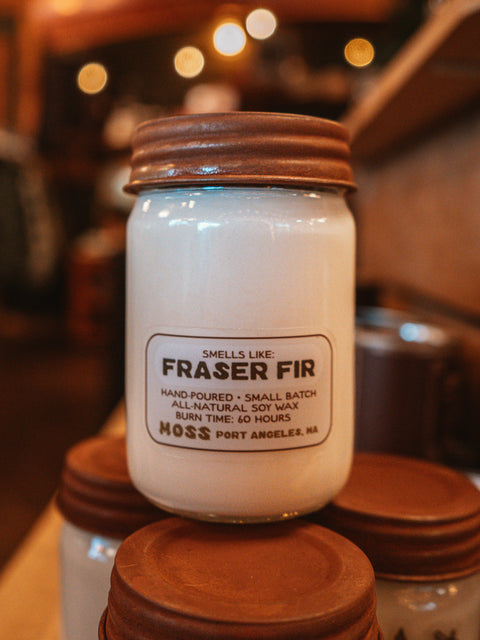 SMELLS LIKE:
FRASER FIR
HAND-POURED • SMALL BATCH
ALL-NATURAL SOY WAX
BURN TIME: 60 HOURS
MOSS PORT ANGELES, WA